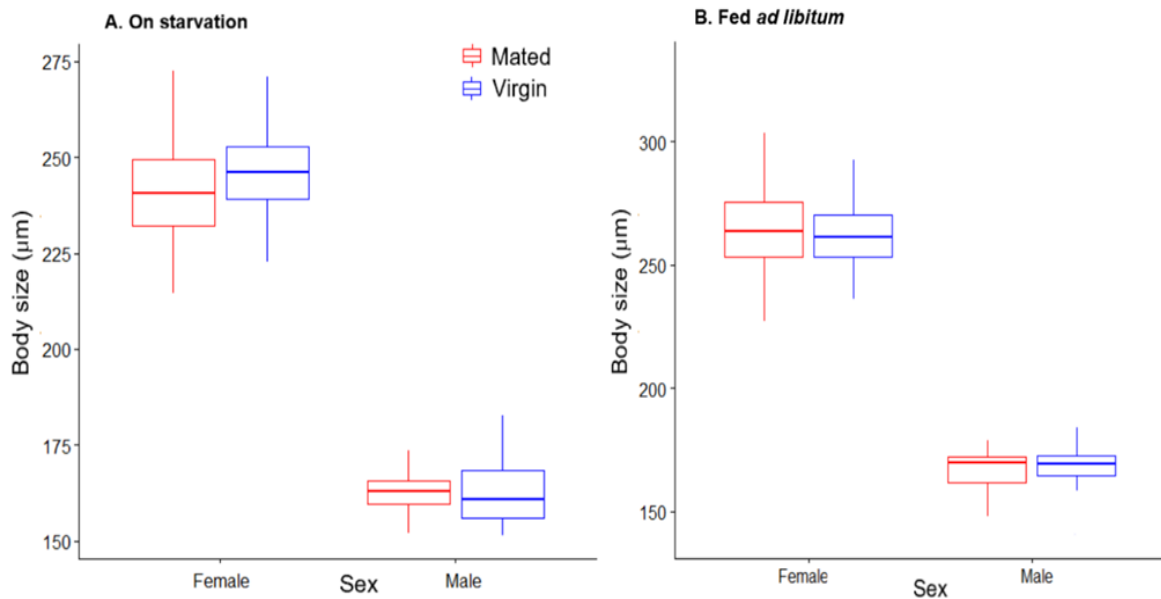 A. On starvation
Mated
Virgin
Body size (µm)
275
250
225
200
175
150
Female
Sex
Male
B. Fed ad libitum
Body size (µm)
300
250
200
150
Female
Sex
Male